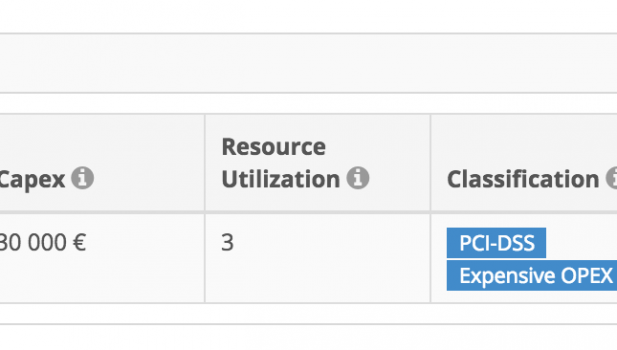 Capex
Resource
Utilization
Classification
30 000 €
3
PCI-DSS
Expensive OPEX